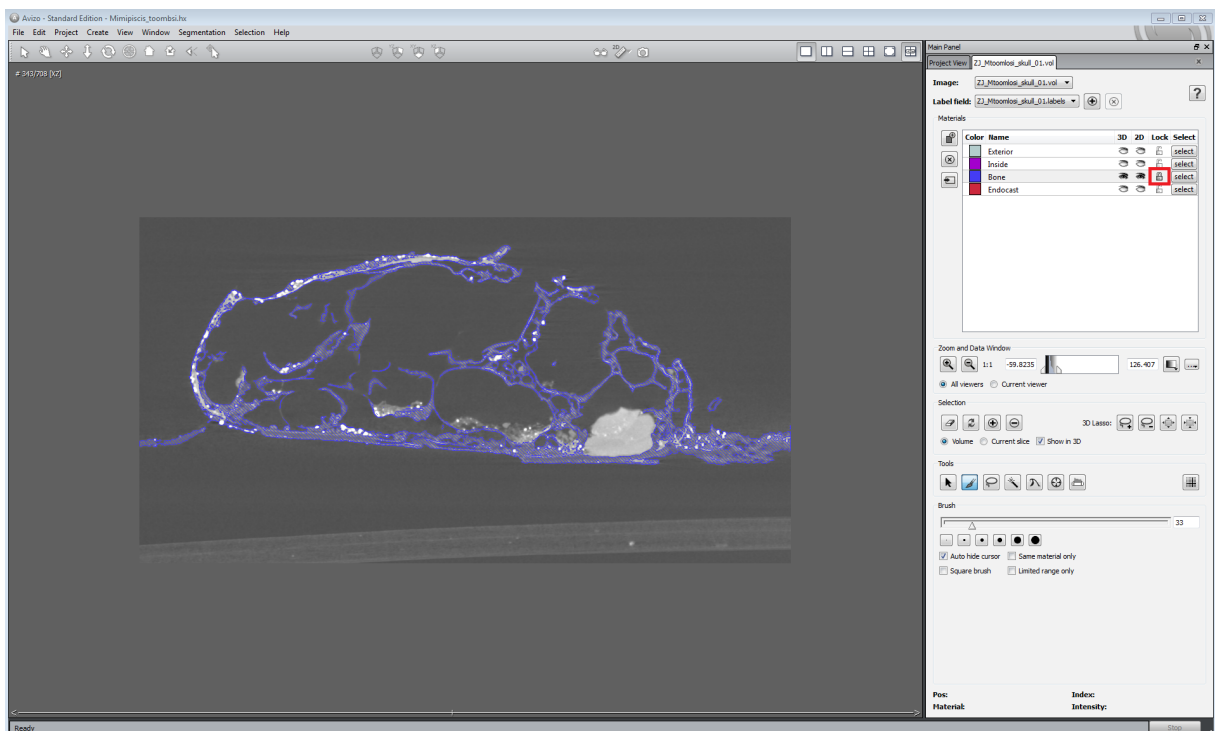 Avizo - Standard Edition - Mimipiscis_toombsi.hx
File Edit Project Create View Window Segmentation Selection Help
2D
# 343/708 [XZ]
Main Panel
Project View ZJ_Mtoomlosi_skull_01.vol
Image: ZJ_Mtoomlosi_skull_01.vol
?
Label field: ZJ_Mtoomlosi_skull_01.labels
Materials
Color Name 3D 2D Lock Select
Exterior select
Inside select
Bone select
Endocast select
Zoom and Data Window
1:1 -59.8235 126.407 ...
All viewers Current viewer
Selection
3D Lasso:
Volume Current slice Show in 3D
Tools
Brush
33
Auto hide cursor Same material only
Square brush Limited range only
Pos: Index:
Material: Intensity:
Ready Stop